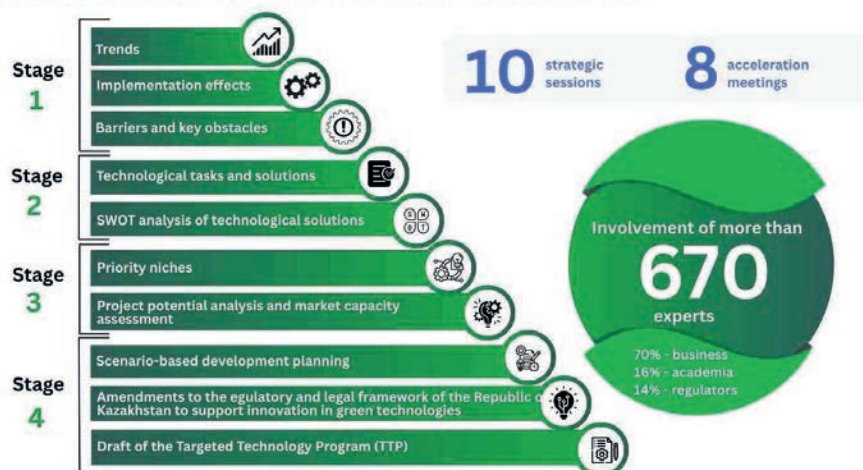 Stage
1
Trends
Implementation effects
Barriers and key obstacles
Stage
2
Technological tasks and solutions
SWOT analysis of technological solutions
S W
O T
Stage
3
Priority niches
Project potential analysis and market capacity
assessment
Stage
4
Scenario-based development planning
Amendments to the egulatory and legal framework of the Republic o
Kazakhstan to support innovation in green technologies
Draft of the Targeted Technology Program (TTP)
10 strategic
sessions
8 acceleration
meetings
Involvement of more than
670
experts
70% - business
16% - academia
14% - regulators